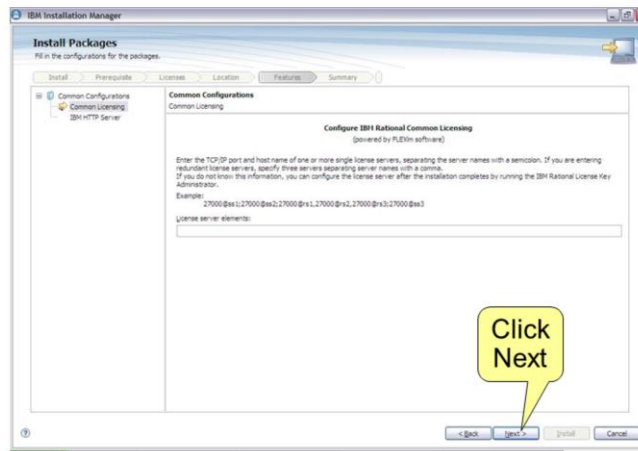 IBM Installation Manager
Install Packages
Fill in the configurations for the packages.
Install Prerequisite Licenses Location Features Summary
Common Configurations
Common Licensing
IBM HTTP Server
Common Configurations
Common Licensing
Configure IBM Rational Common Licensing
(powered by FLEXlm software)
Enter the TCP/IP port and host name of one or more single license servers, separating the server names with a semicolon. If you are entering
redundant license servers, specify three servers separating server names with a comma.
If you do not know this information, you can configure the license server after the installation completes by running the IBM Rational License Key
Administrator.
Example:
27000@ss1;27000@ss2;27000@rs1,27000@rs2,27000@rs3;27000@ss3
License server elements:
Click
Next
< Back Next > Install Cancel